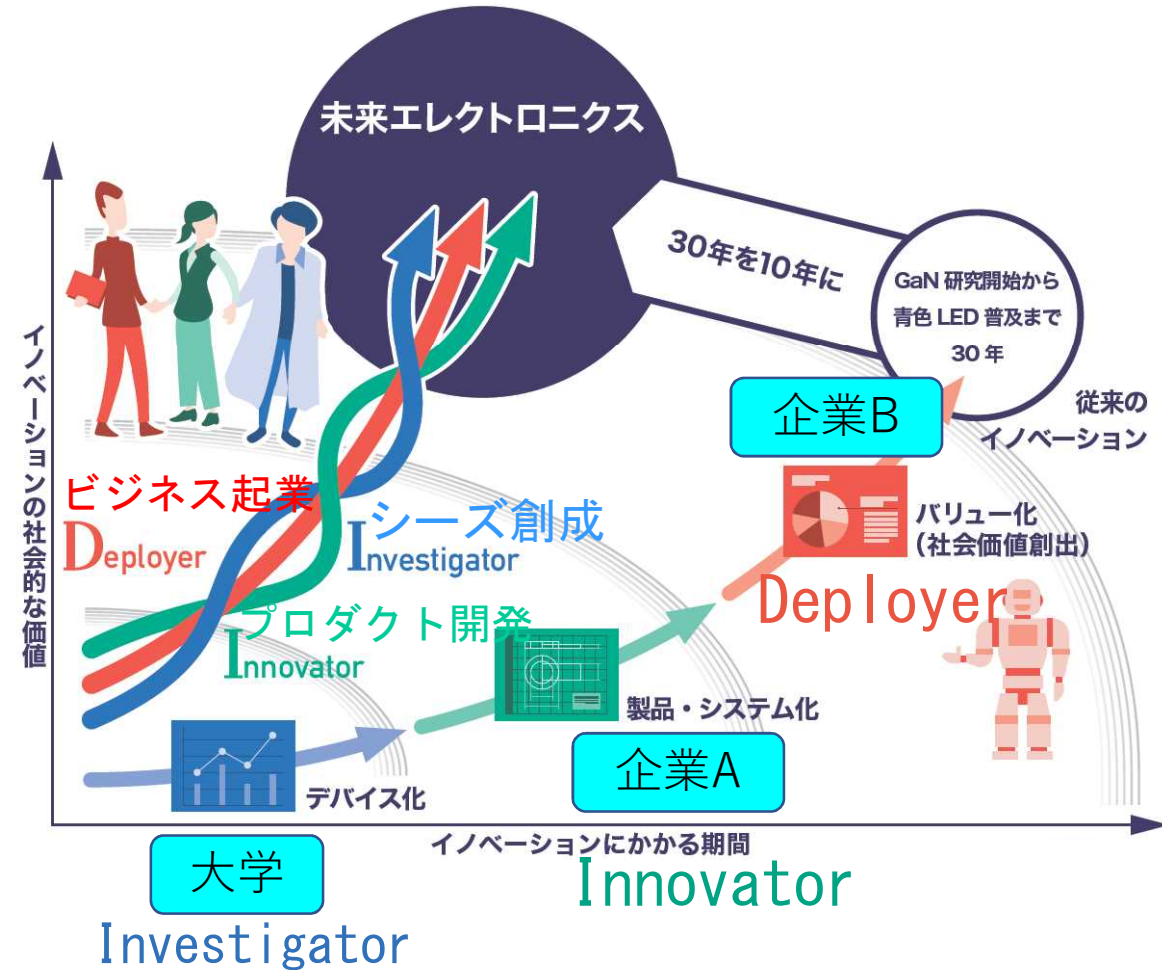 未来エレクトロニクス
30年を10年に
GaN 研究開始から
青色 LED 普及まで
30 年
従来の
イノベーション
企業B
バリュー化
(社会価値創出)
Deployer
イノベーションの社会的な価値
ビジネス起業
Deployer
シーズ創成
Investigator
プロダクト開発
Innovator
製品・システム化
企業A
デバイス化
イノベーションにかかる期間
大学
Innovator
Investigator